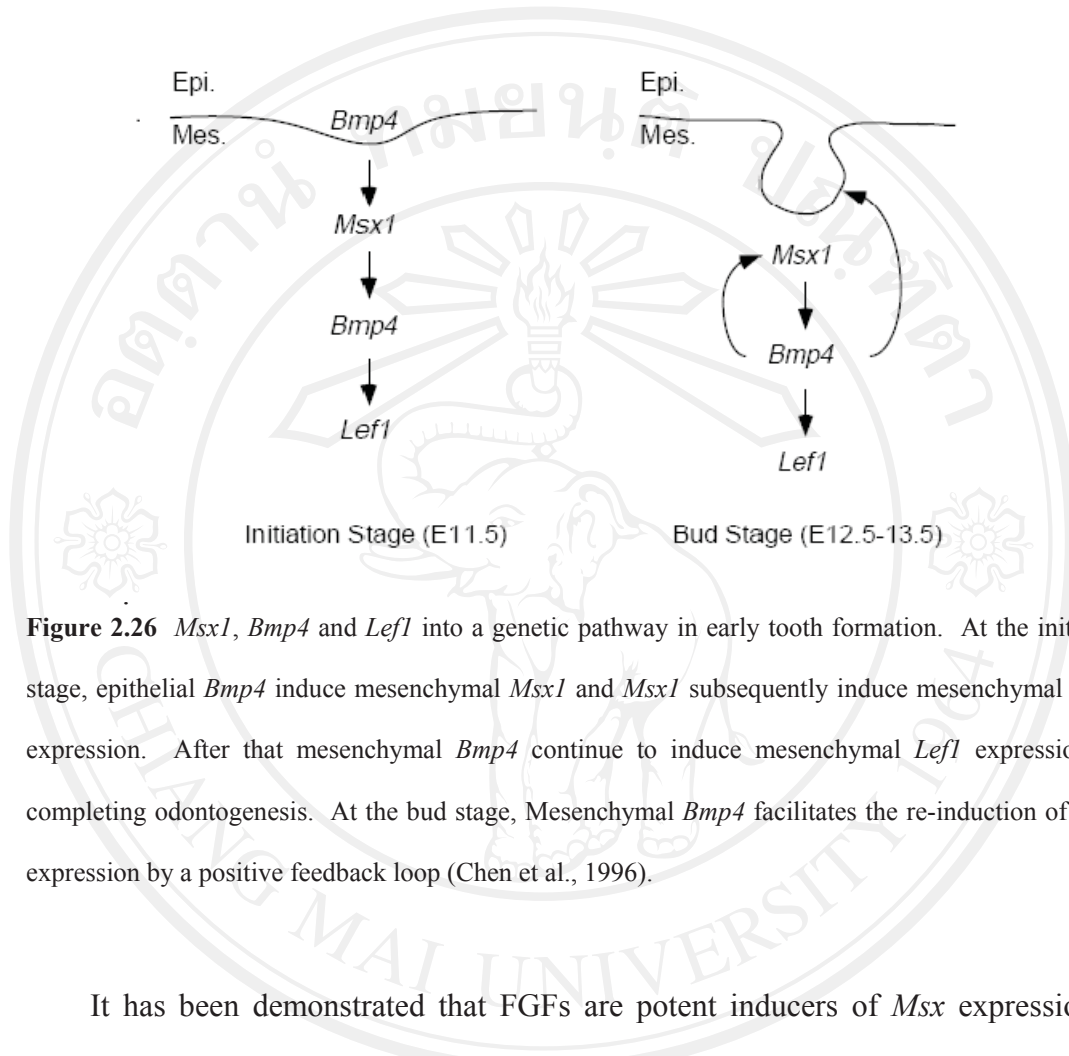 Epi.
Bmp4
Mes.
Msx1
Bmp4
Lef1
Initiation Stage (E11.5)
Epi.
Mes.
Msx1
Bmp4
Lef1
Bud Stage (E12.5-13.5)
Figure 2.26 Msx1, Bmp4 and Lef1 into a genetic pathway in early tooth formation. At the init
stage, epithelial Bmp4 induce mesenchymal Msx1 and Msx1 subsequently induce mesenchymal
expression. After that mesenchymal Bmp4 continue to induce mesenchymal Lef1 expressio
completing odontogenesis. At the bud stage, Mesenchymal Bmp4 facilitates the re-induction of
expression by a positive feedback loop (Chen et al., 1996).
It has been demonstrated that FGFs are potent inducers of Msx expressio
CHIANG MAI UNIVERSITY 1964